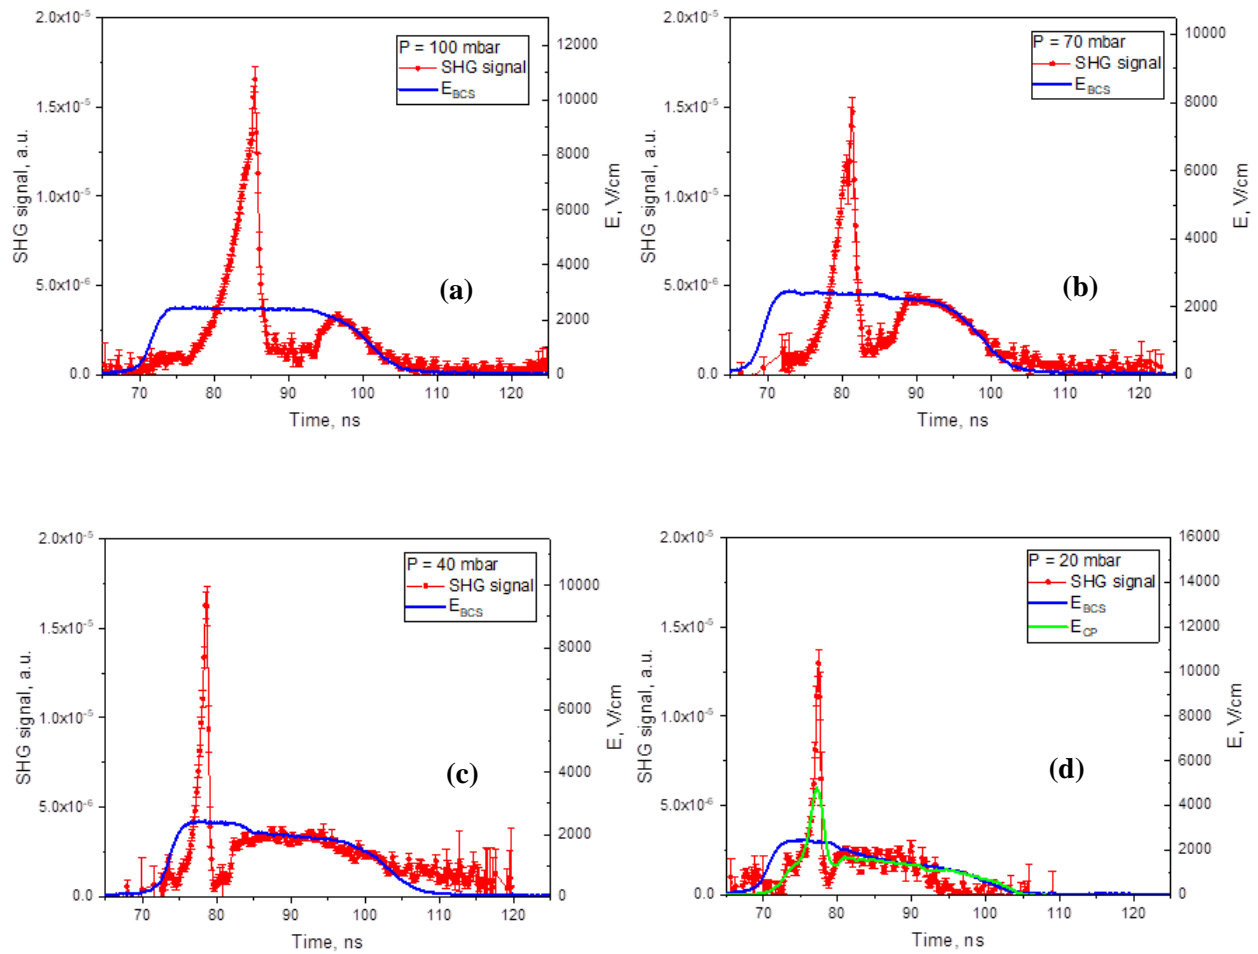 P = 100 mbar
SHG signal
E_BCS
2.0x10^-5
1.5x10^-5
1.0x10^-5
5.0x10^-6
0.0
SHG signal, a.u.
12000
10000
8000
6000
4000
2000
0
E, V/cm
(a)
70 80 90 100 110 120
Time, ns
P = 70 mbar
SHG signal
E_BCS
2.0x10^-5
1.5x10^-5
1.0x10^-5
5.0x10^-6
0.0
SHG signal, a.u.
10000
8000
6000
4000
2000
0
E, V/cm
(b)
70 80 90 100 110 120
Time, ns
P = 40 mbar
SHG signal
E_BCS
2.0x10^-5
1.5x10^-5
1.0x10^-5
5.0x10^-6
0.0
SHG signal, a.u.
10000
8000
6000
4000
2000
0
E, V/cm
(c)
70 80 90 100 110 120
Time, ns
P = 20 mbar
SHG signal
E_BCS
E_CP
2.0x10^-5
1.5x10^-5
1.0x10^-5
5.0x10^-6
0.0
SHG signal, a.u.
16000
14000
12000
10000
8000
6000
4000
2000
0
E, V/cm
(d)
70 80 90 100 110 120
Time, ns